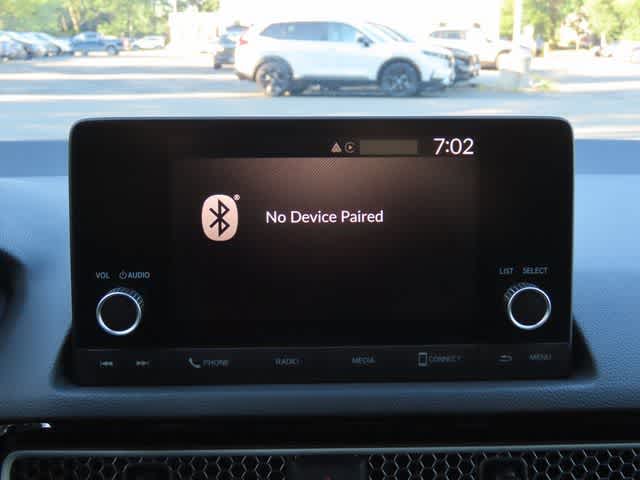 7:02
® No Device Paired
VOL AUDIO
LIST SELECT
PHONE RADIO MEDIA CONNECT MENU